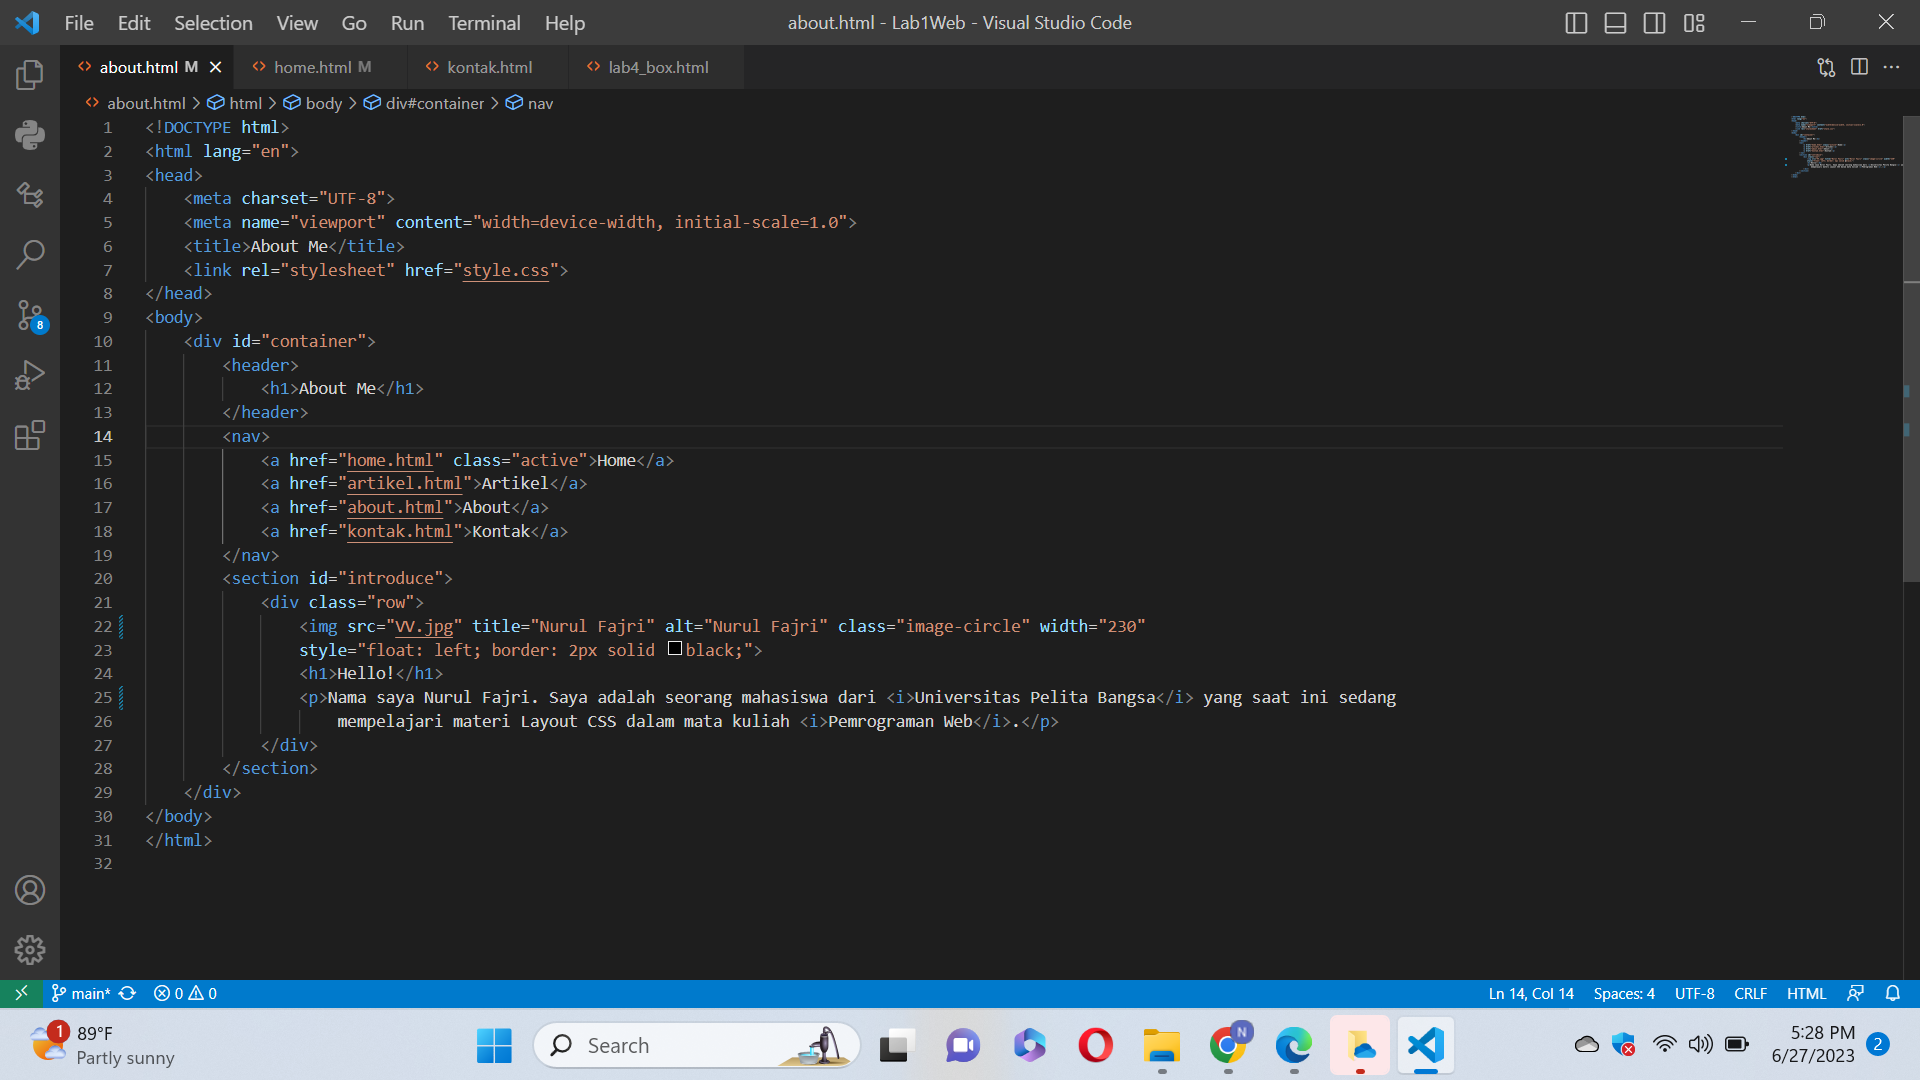 File Edit Selection View Go Run Terminal Help about.html - Lab1Web - Visual Studio Code
about.html M home.html M kontak.html lab4_box.html
about.html > html > body > div#container > nav
1 <!DOCTYPE html>
2 <html lang="en">
3 <head>
4 <meta charset="UTF-8">
5 <meta name="viewport" content="width=device-width, initial-scale=1.0">
6 <title>About Me</title>
7 <link rel="stylesheet" href="style.css">
8 </head>
9 <body>
10 <div id="container">
11 <header>
12 <h1>About Me</h1>
13 </header>
14 <nav>
15 <a href="home.html" class="active">Home</a>
16 <a href="artikel.html">Artikel</a>
17 <a href="about.html">About</a>
18 <a href="kontak.html">Kontak</a>
19 </nav>
20 <section id="introduce">
21 <div class="row">
22 <img src="VV.jpg" title="Nurul Fajri" alt="Nurul Fajri" class="image-circle" width="230"
23 style="float: left; border: 2px solid black;">
24 <h1>Hello!</h1>
25 <p>Nama saya Nurul Fajri. Saya adalah seorang mahasiswa dari <i>Universitas Pelita Bangsa</i> yang saat ini sedang
26 mempelajari materi Layout CSS dalam mata kuliah <i>Pemrograman Web</i>.</p>
27 </div>
28 </section>
29 </div>
30 </body>
31 </html>
32
8
main* 0 0 Ln 14, Col 14 Spaces: 4 UTF-8 CRLF HTML
1 89°F
Partly sunny
Search
N
5:28 PM
6/27/2023
2